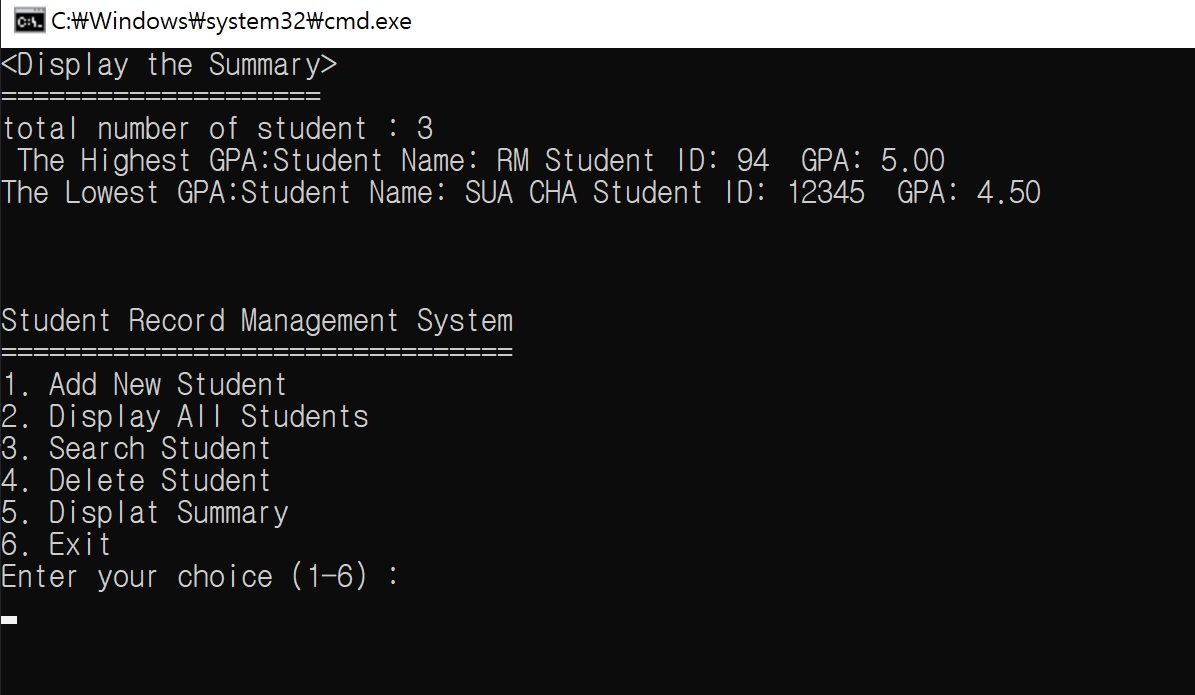 C:₩Windows₩system32₩cmd.exe
<Display the Summary>
====================
total number of student : 3
The Highest GPA:Student Name: RM Student ID: 94  GPA: 5.00
The Lowest GPA:Student Name: SUA CHA Student ID: 12345  GPA: 4.50
Student Record Management System
================================
1. Add New Student
2. Display All Students
3. Search Student
4. Delete Student
5. Displat Summary
6. Exit
Enter your choice (1-6) :